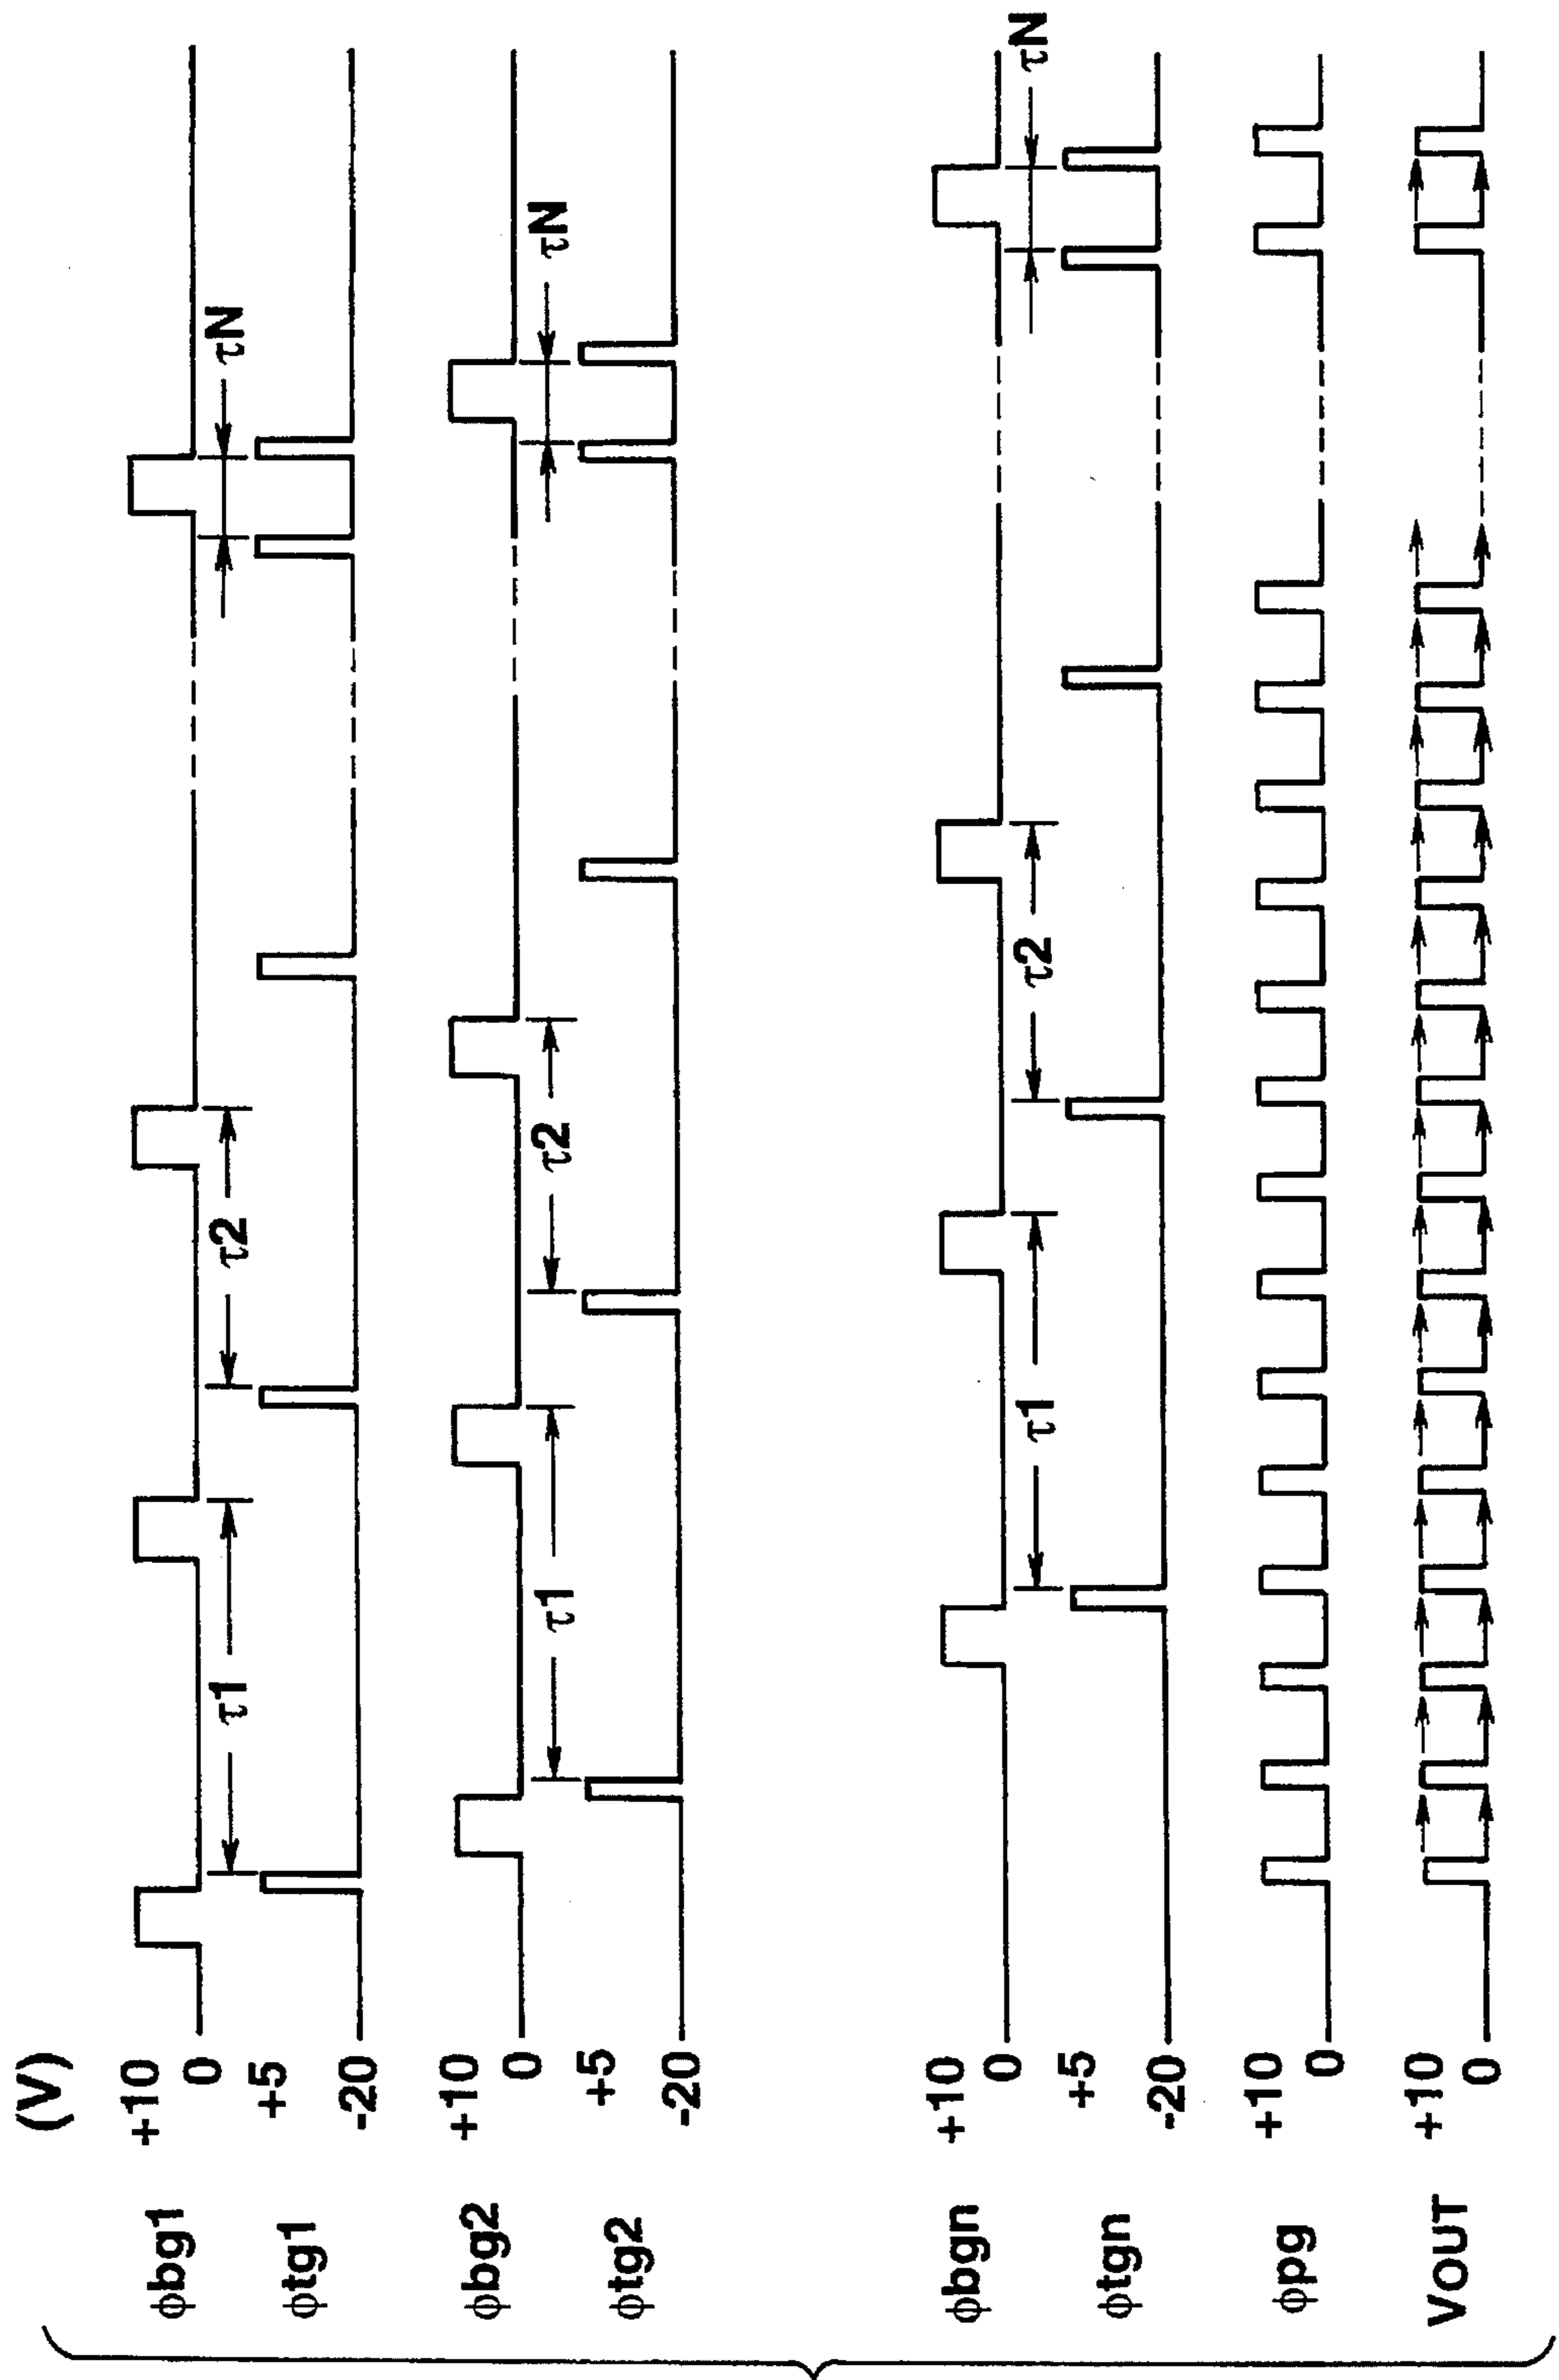 (V)
φbg1 +10
0
τ1 τ2 τN
φtg1 +5
-20
φbg2 +10
0
τ1 τ2 τN
φtg2 +5
-20
φbgn +10
0
τ1 τ2 τN
φtgn +5
-20
φpg +10
0
VOUT +10
0